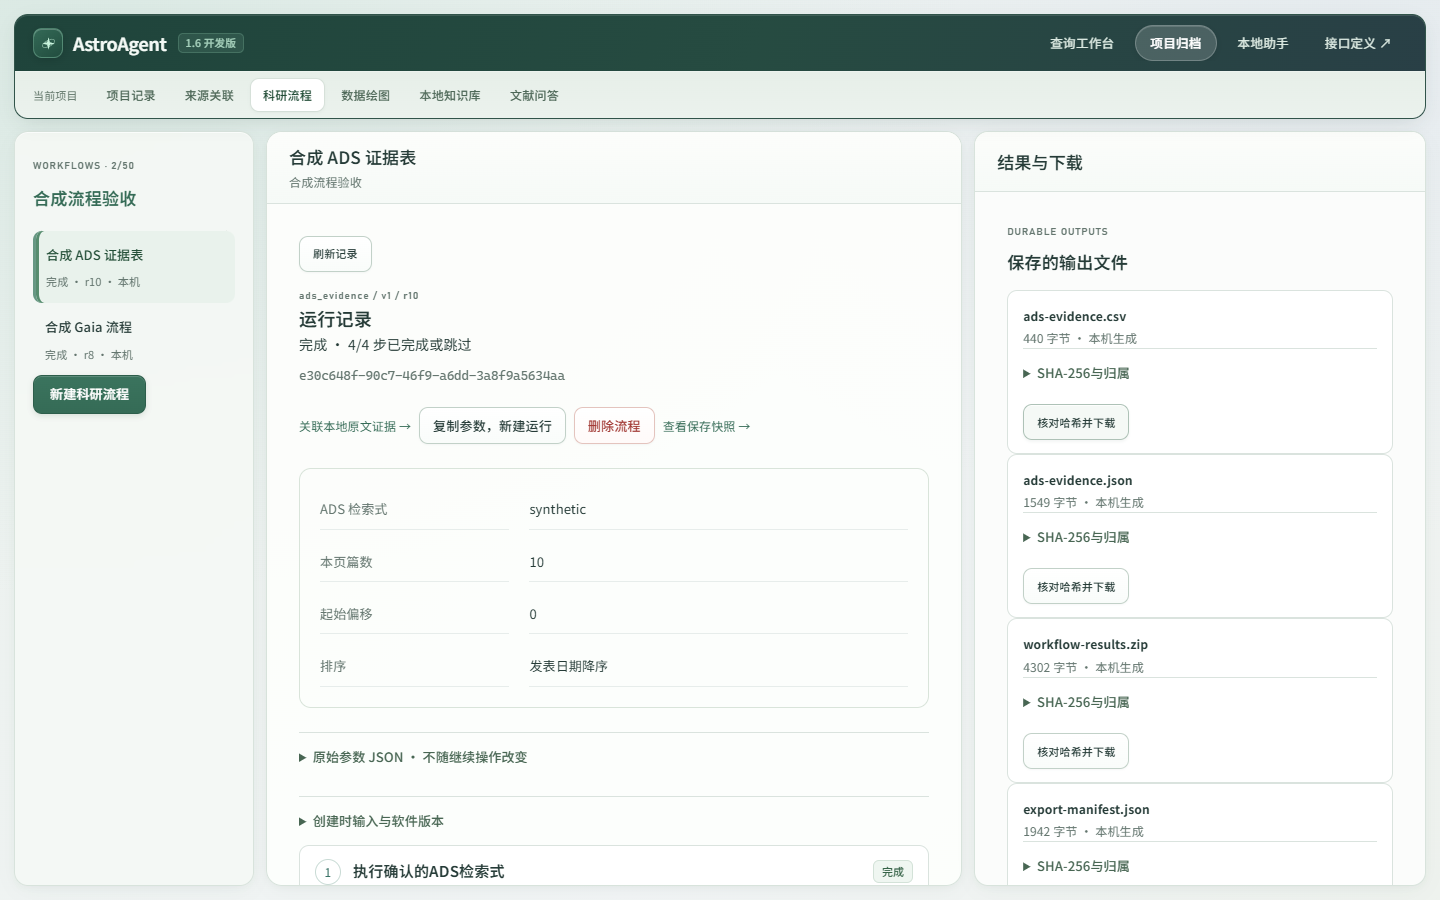 AstroAgent
1.6 开发版
查询工作台
项目归档
本地助手
接口定义 ↗
当前项目
项目记录
来源关联
科研流程
数据绘图
本地知识库
文献问答
WORKFLOWS · 2/50
合成流程验收
合成 ADS 证据表
完成 · r10 · 本机
合成 Gaia 流程
完成 · r8 · 本机
新建科研流程
合成 ADS 证据表
合成流程验收
刷新记录
ads_evidence / v1 / r10
运行记录
完成 · 4/4 步已完成或跳过
e30c648f-90c7-46f9-a6dd-3a8f9a5634aa
关联本地原文证据 →
复制参数，新建运行
删除流程
查看保存快照 →
ADS 检索式
synthetic
本页篇数
10
起始偏移
0
排序
发表日期降序
▶ 原始参数 JSON · 不随继续操作改变
▶ 创建时输入与软件版本
1
执行确认的ADS检索式
完成
结果与下载
DURABLE OUTPUTS
保存的输出文件
ads-evidence.csv
440 字节 · 本机生成
▶ SHA-256与归属
核对哈希并下载
ads-evidence.json
1549 字节 · 本机生成
▶ SHA-256与归属
核对哈希并下载
workflow-results.zip
4302 字节 · 本机生成
▶ SHA-256与归属
核对哈希并下载
export-manifest.json
1942 字节 · 本机生成
▶ SHA-256与归属